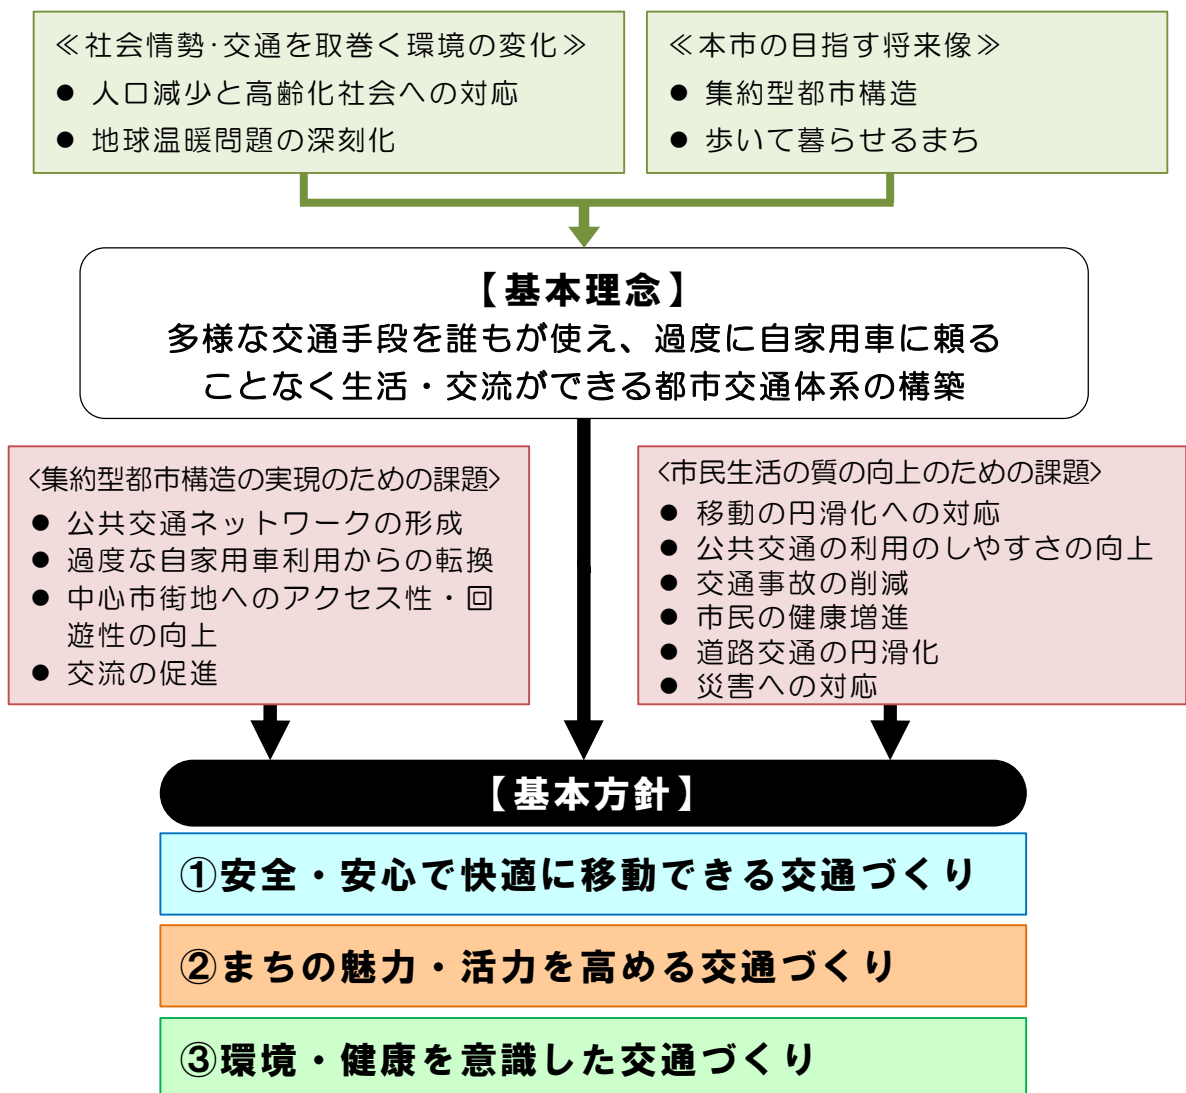 ≪社会情勢･交通を取巻く環境の変化≫
● 人口減少と高齢化社会への対応
● 地球温暖問題の深刻化
≪本市の目指す将来像≫
● 集約型都市構造
● 歩いて暮らせるまち
【基本理念】
多様な交通手段を誰もが使え、過度に自家用車に頼る
ことなく生活・交流ができる都市交通体系の構築
<集約型都市構造の実現のための課題>
● 公共交通ネットワークの形成
● 過度な自家用車利用からの転換
● 中心市街地へのアクセス性・回
遊性の向上
● 交流の促進
<市民生活の質の向上のための課題>
● 移動の円滑化への対応
● 公共交通の利用のしやすさの向上
● 交通事故の削減
● 市民の健康増進
● 道路交通の円滑化
● 災害への対応
【基本方針】
①安全・安心で快適に移動できる交通づくり
②まちの魅力・活力を高める交通づくり
③環境・健康を意識した交通づくり